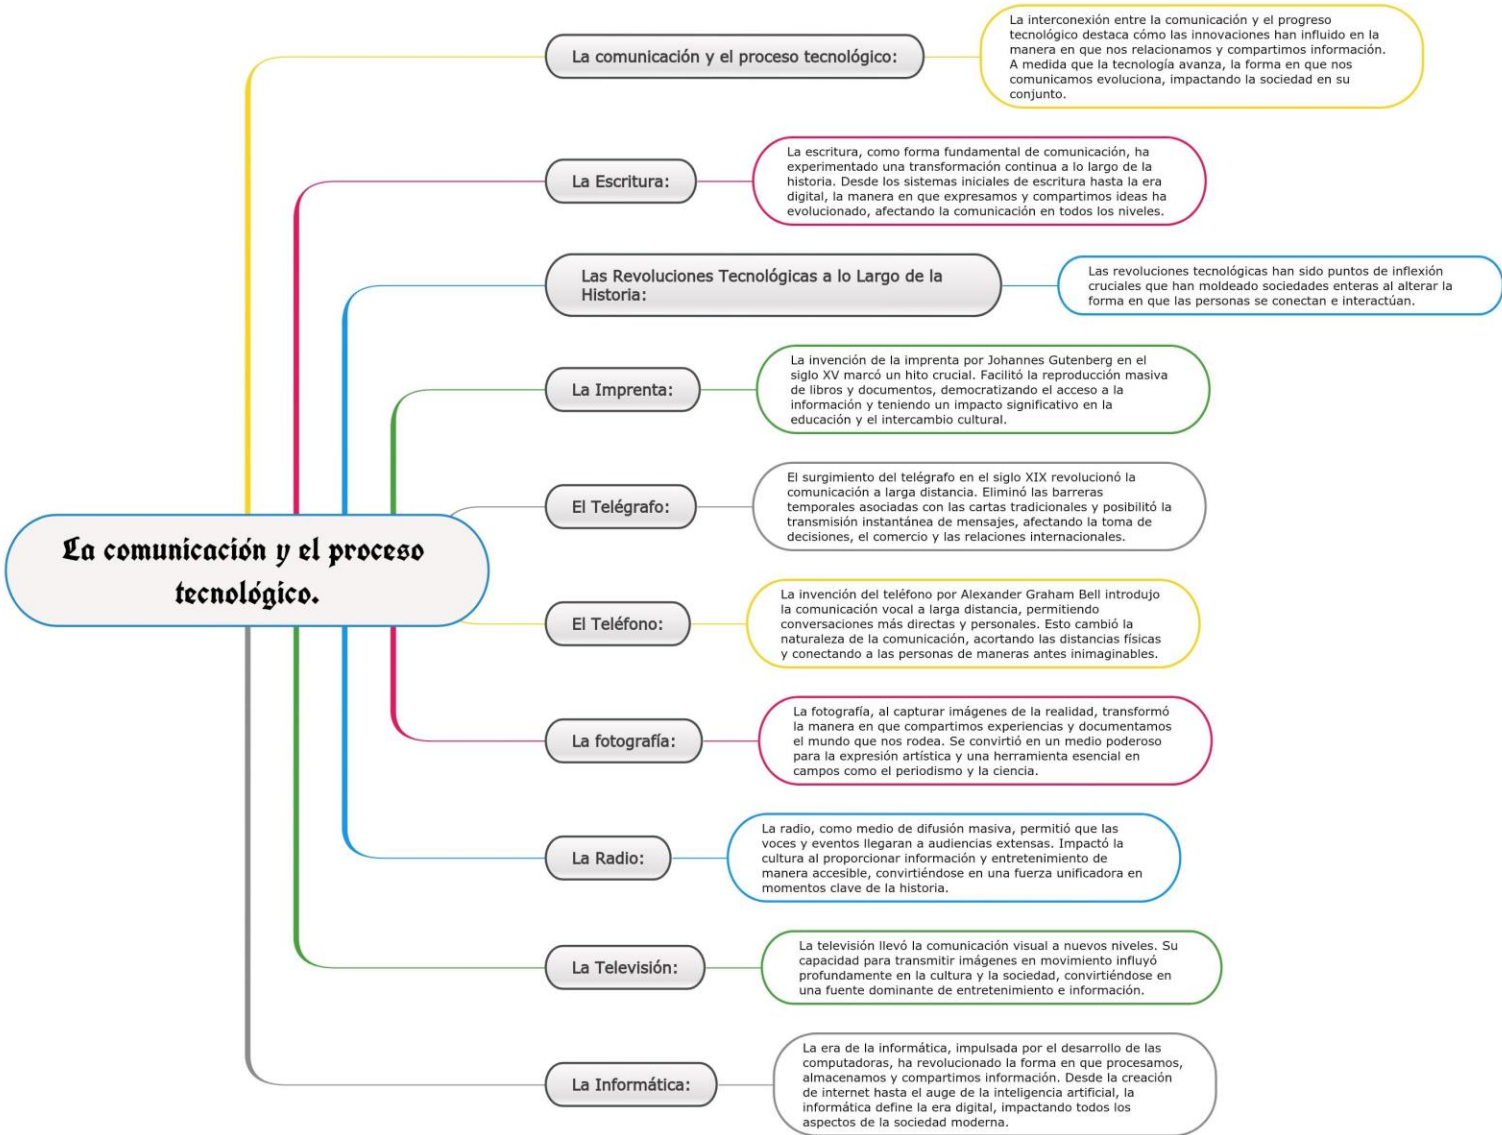 La comunicación y el proceso tecnológico:
La interconexión entre la comunicación y el progreso
tecnológico destaca cómo las innovaciones han influido en la
manera en que nos relacionamos y compartimos información.
A medida que la tecnología avanza, la forma en que nos
comunicamos evoluciona, impactando la sociedad en su
conjunto.
La Escritura:
La escritura, como forma fundamental de comunicación, ha
experimentado una transformación continua a lo largo de la
historia. Desde los sistemas iniciales de escritura hasta la era
digital, la manera en que expresamos y compartimos ideas ha
evolucionado, afectando la comunicación en todos los niveles.
Las Revoluciones Tecnológicas a lo Largo de la
Historia:
Las revoluciones tecnológicas han sido puntos de inflexión
cruciales que han moldeado sociedades enteras al alterar la
forma en que las personas se conectan e interactúan.
La Imprenta:
La invención de la imprenta por Johannes Gutenberg en el
siglo XV marcó un hito crucial. Facilitó la reproducción masiva
de libros y documentos, democratizando el acceso a la
información y teniendo un impacto significativo en la
educación y el intercambio cultural.
El Telégrafo:
El surgimiento del telégrafo en el siglo XIX revolucionó la
comunicación a larga distancia. Eliminó las barreras
temporales asociadas con las cartas tradicionales y posibilitó la
transmisión instantánea de mensajes, afectando la toma de
decisiones, el comercio y las relaciones internacionales.
La comunicación y el proceso
tecnológico.
El Teléfono:
La invención del teléfono por Alexander Graham Bell introdujo
la comunicación vocal a larga distancia, permitiendo
conversaciones más directas y personales. Esto cambió la
naturaleza de la comunicación, acortando las distancias físicas
y conectando a las personas de maneras antes inimaginables.
La fotografía:
La fotografía, al capturar imágenes de la realidad, transformó
la manera en que compartimos experiencias y documentamos
el mundo que nos rodea. Se convirtió en un medio poderoso
para la expresión artística y una herramienta esencial en
campos como el periodismo y la ciencia.
La Radio:
La radio, como medio de difusión masiva, permitió que las
voces y eventos llegaran a audiencias extensas. Impactó la
cultura al proporcionar información y entretenimiento de
manera accesible, convirtiéndose en una fuerza unificadora en
momentos clave de la historia.
La Televisión:
La televisión llevó la comunicación visual a nuevos niveles. Su
capacidad para transmitir imágenes en movimiento influyó
profundamente en la cultura y la sociedad, convirtiéndose en
una fuente dominante de entretenimiento e información.
La Informática:
La era de la informática, impulsada por el desarrollo de las
computadoras, ha revolucionado la forma en que procesamos,
almacenamos y compartimos información. Desde la creación
de internet hasta el auge de la inteligencia artificial, la
informática define la era digital, impactando todos los
aspectos de la sociedad moderna.